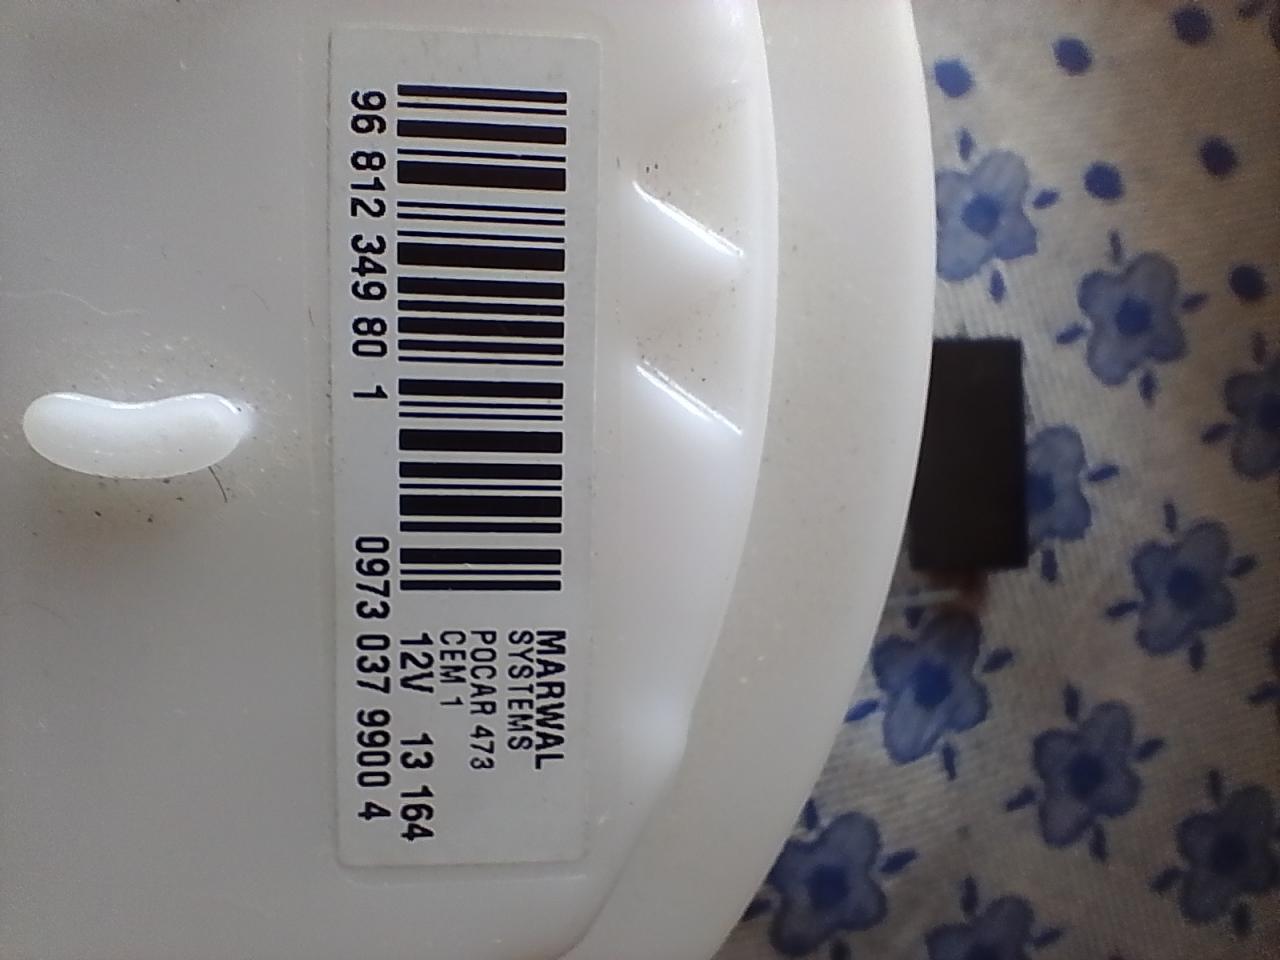 MARWAL
SYSTEMS
POCAR 473
CEM 1
12V 13 164
96 812 349 80 1
0973 037 9900 4